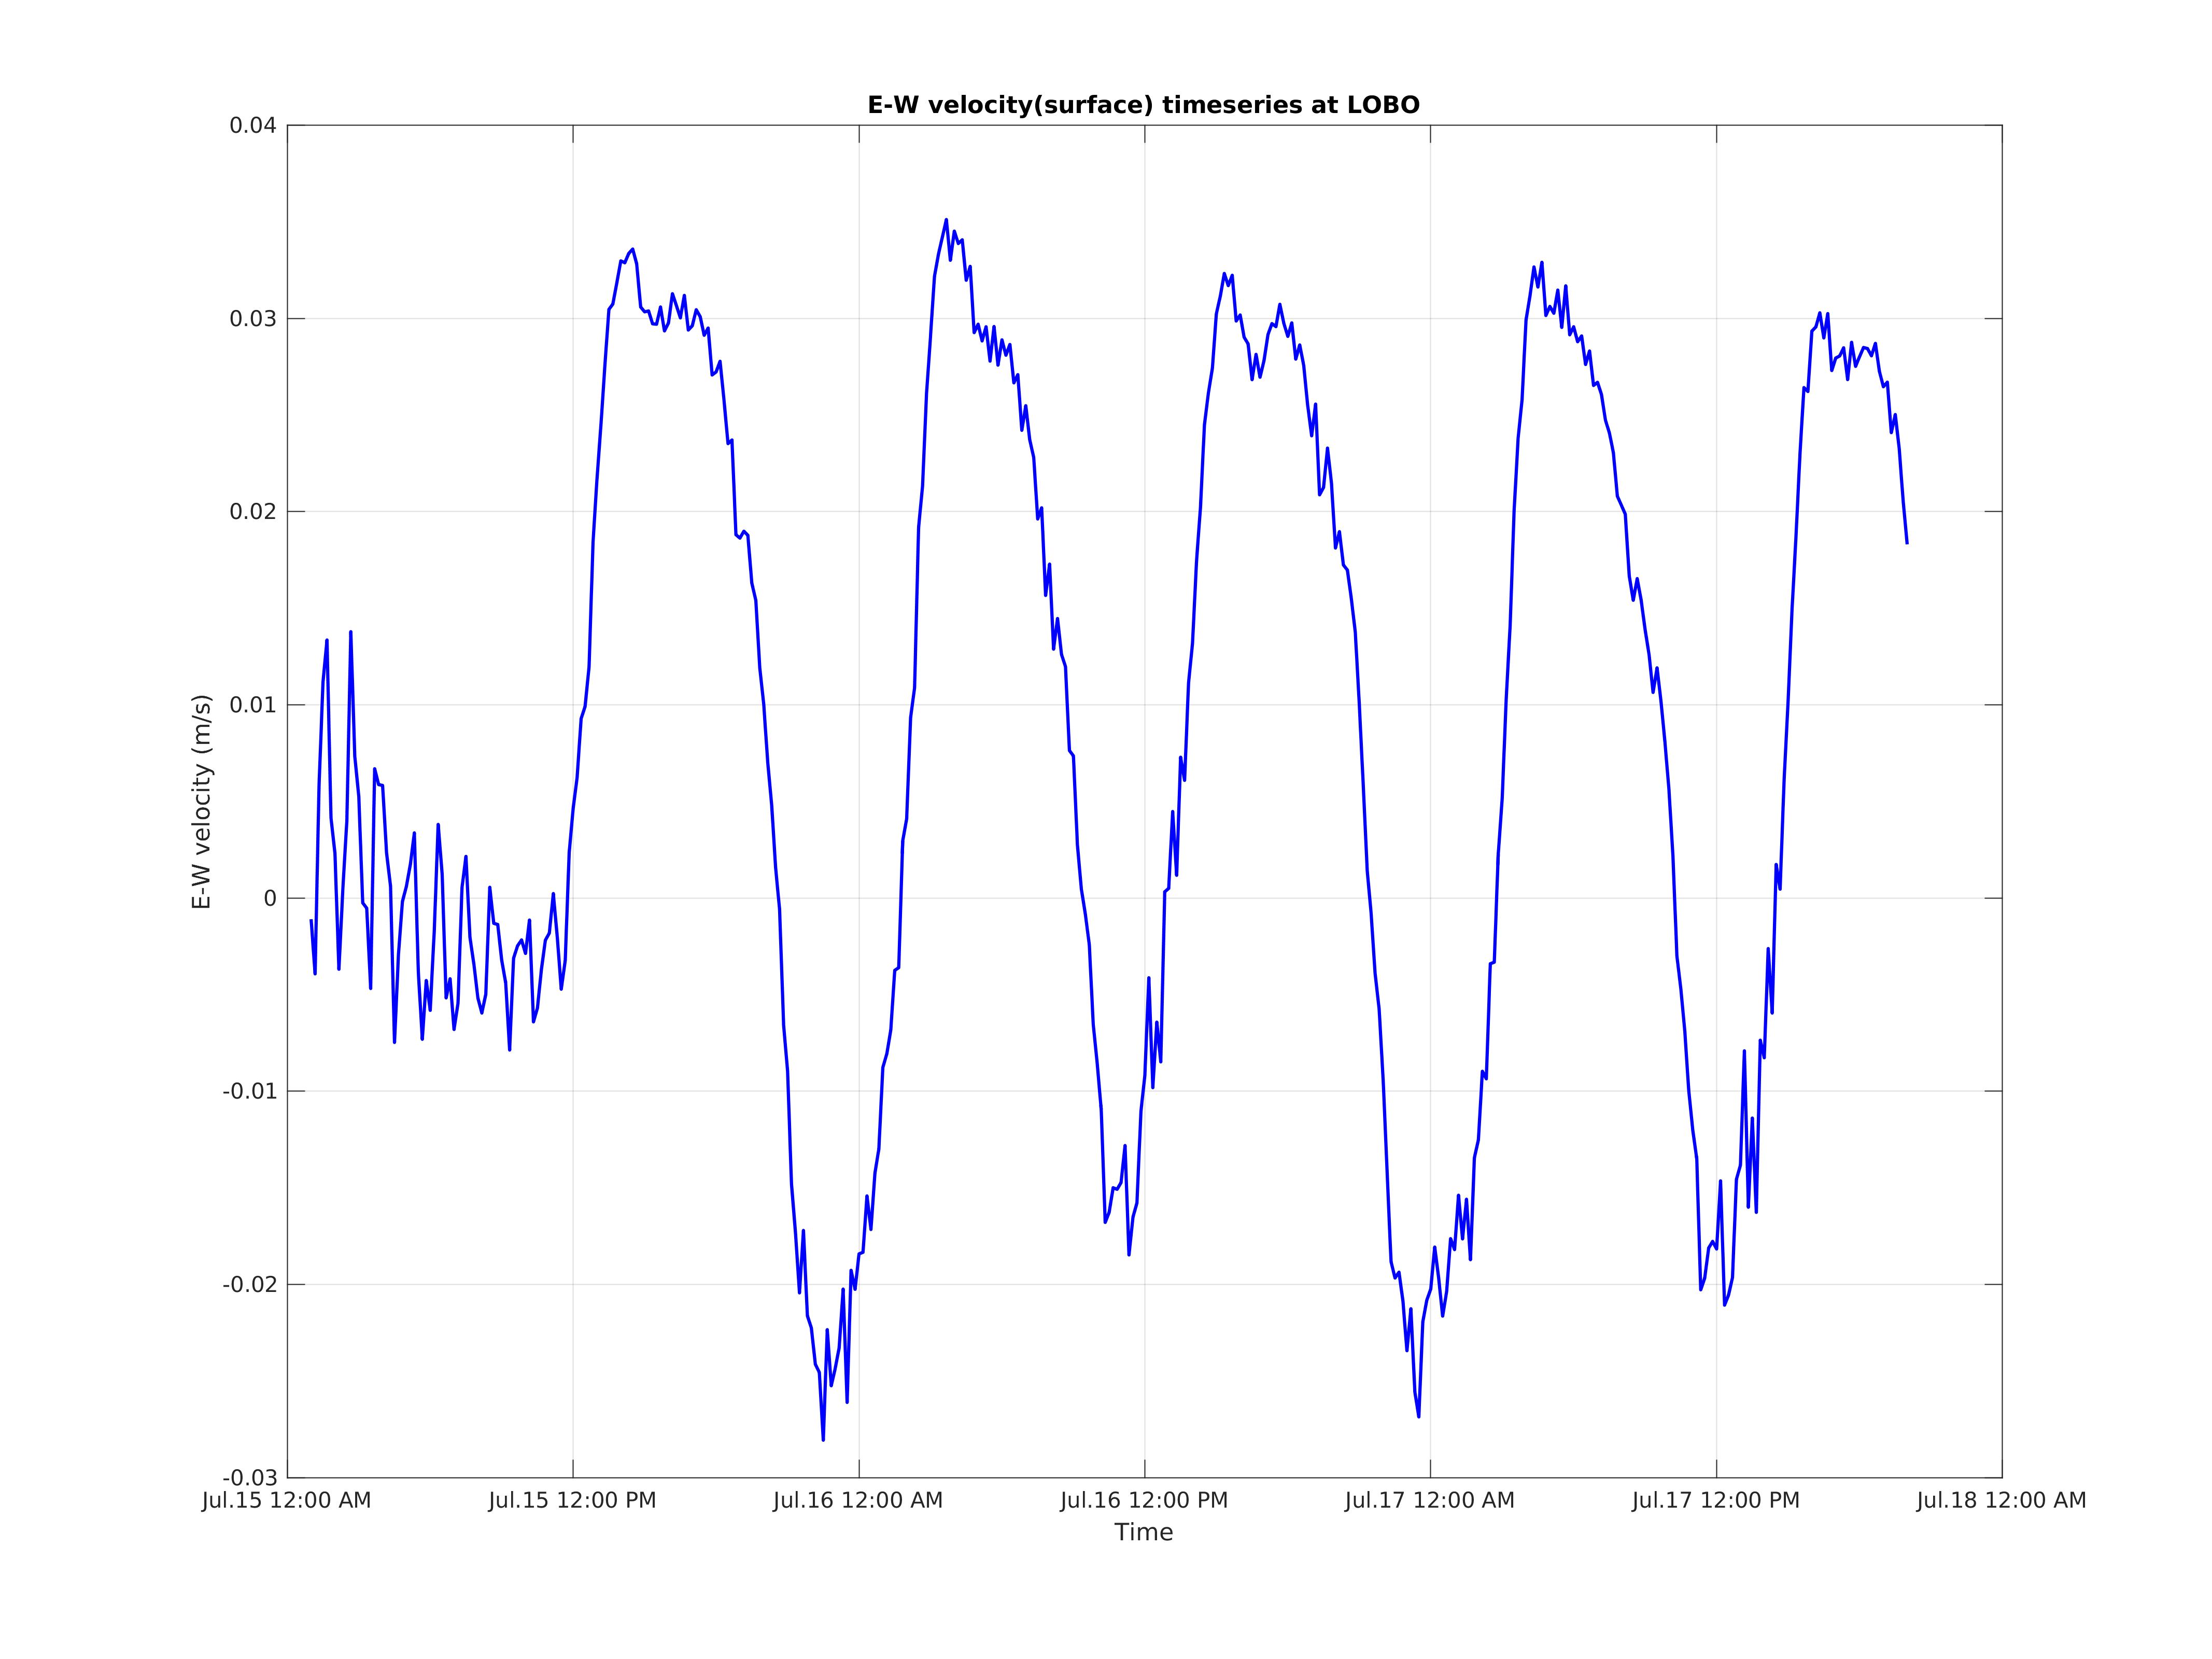 E-W velocity(surface) timeseries at LOBO
0.04
0.03
0.02
0.01
0
-0.01
-0.02
-0.03
E-W velocity (m/s)
Jul.15 12:00 AM
Jul.15 12:00 PM
Jul.16 12:00 AM
Jul.16 12:00 PM
Jul.17 12:00 AM
Jul.17 12:00 PM
Jul.18 12:00 AM
Time